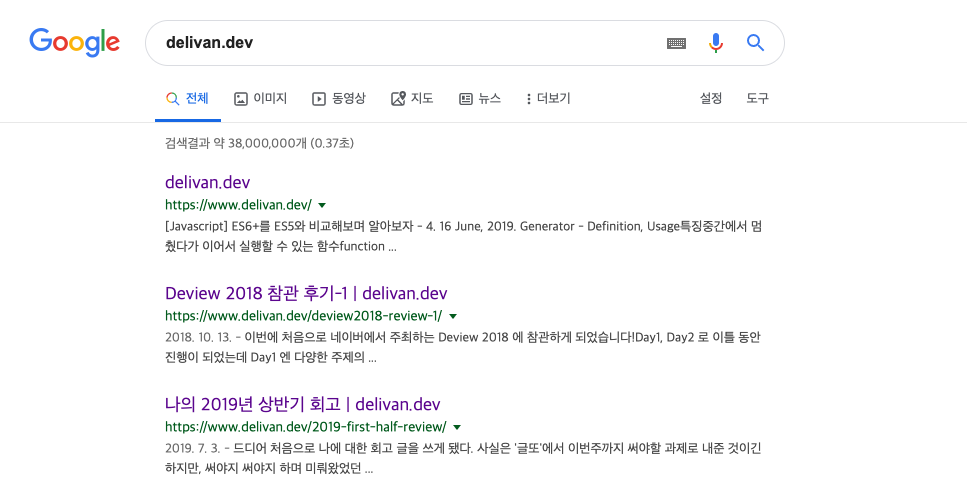 Google
delivan.dev
전체
이미지
동영상
지도
뉴스
더보기
설정
도구
검색결과 약 38,000,000개 (0.37초)
delivan.dev
https://www.delivan.dev/
[Javascript] ES6+를 ES5와 비교해보며 알아보자 - 4. 16 June, 2019. Generator - Definition, Usage특징중간에서 멈
췄다가 이어서 실행할 수 있는 함수function ...
Deview 2018 참관 후기-1 | delivan.dev
https://www.delivan.dev/deview2018-review-1/
2018. 10. 13. - 이번에 처음으로 네이버에서 주최하는 Deview 2018 에 참관하게 되었습니다!Day1, Day2 로 이틀 동안
진행이 되었는데 Day1 엔 다양한 주제의 ...
나의 2019년 상반기 회고 | delivan.dev
https://www.delivan.dev/2019-first-half-review/
2019. 7. 3. - 드디어 처음으로 나에 대한 회고 글을 쓰게 됐다. 사실은 '글또'에서 이번주까지 써야할 과제로 내준 것이긴
하지만, 써야지 써야지 하며 미뤄왔었던 ...